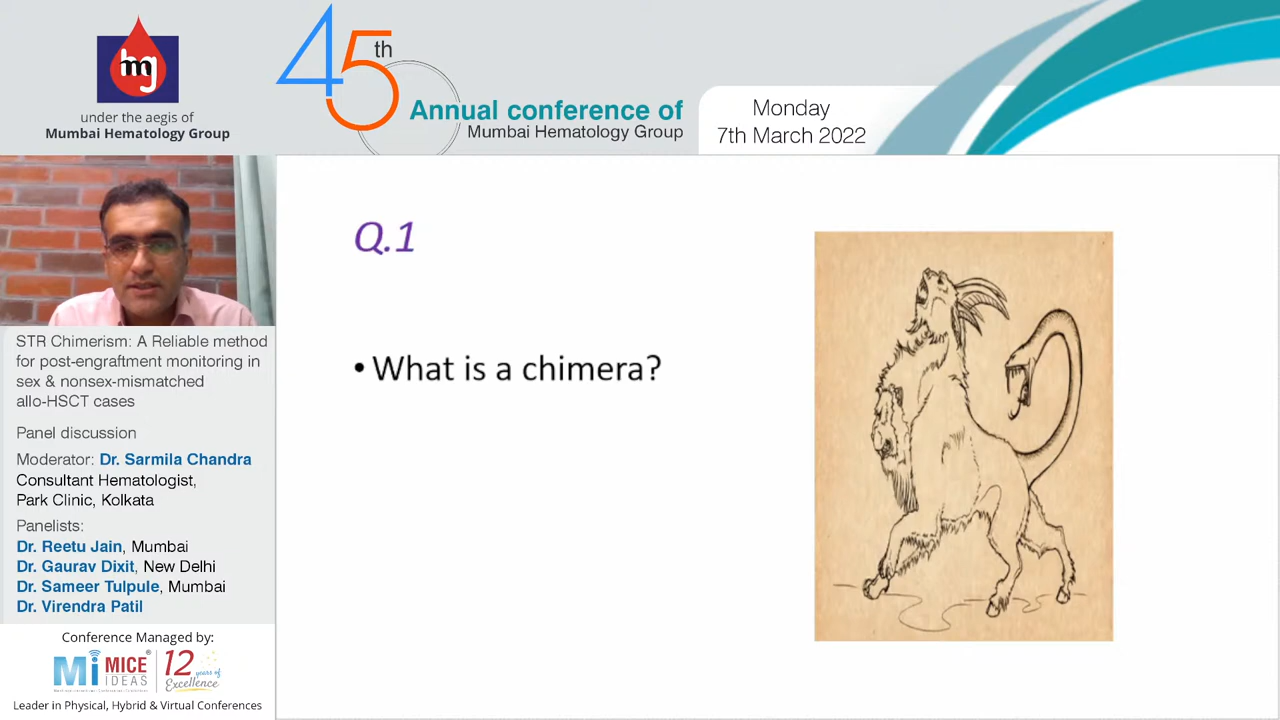 hmg
under the aegis of
Mumbai Hematology Group
45th
Annual conference of
Mumbai Hematology Group
Monday
7th March 2022
STR Chimerism: A Reliable method
for post-engraftment monitoring in
sex & nonsex-mismatched
allo-HSCT cases
Panel discussion
Moderator: Dr. Sarmila Chandra
Consultant Hematologist,
Park Clinic, Kolkata
Panelists:
Dr. Reetu Jain, Mumbai
Dr. Gaurav Dixit, New Delhi
Dr. Sameer Tulpule, Mumbai
Dr. Virendra Patil
Conference Managed by:
Mi MICE IDEAS
12 years of Excellence
Leader in Physical, Hybrid & Virtual Conferences
Q.1
• What is a chimera?